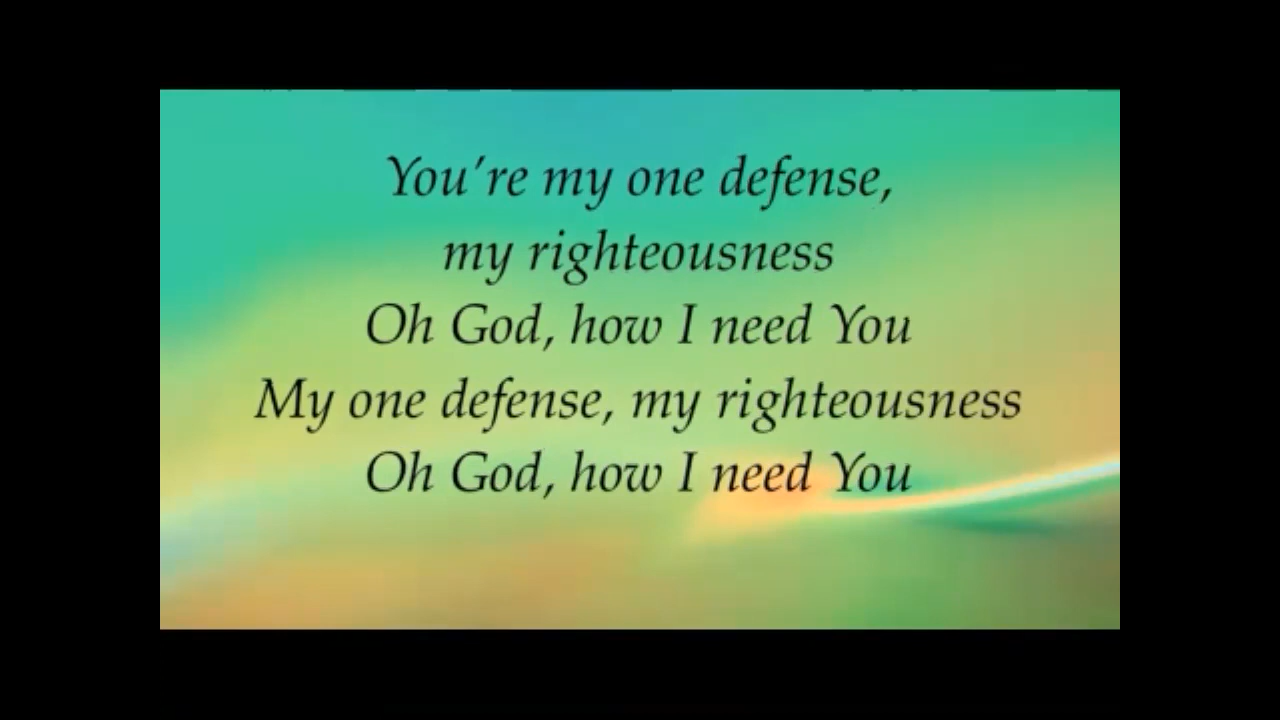 You're my one defense,
my righteousness
Oh God, how I need You
My one defense, my righteousness
Oh God, how I need You